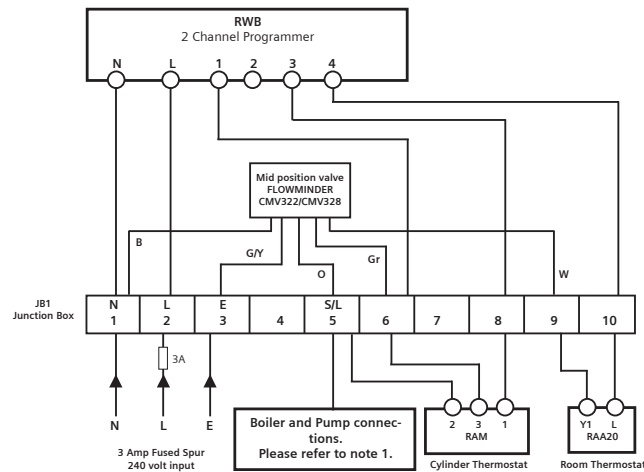 RWB
2 Channel Programmer
N L 1 2 3 4
Mid position valve
FLOWMINDER
CMV322/CMV328
B
G/Y
O
Gr
W
JB1
Junction Box
N L E S/L
1 2 3 4 5 6 7 8 9 10
3A
N L E
3 Amp Fused Spur
240 volt input
Boiler and Pump connec-
tions.
Please refer to note 1.
2 3 1
RAM
Cylinder Thermostat
Y1 L
RAA20
Room Thermostat